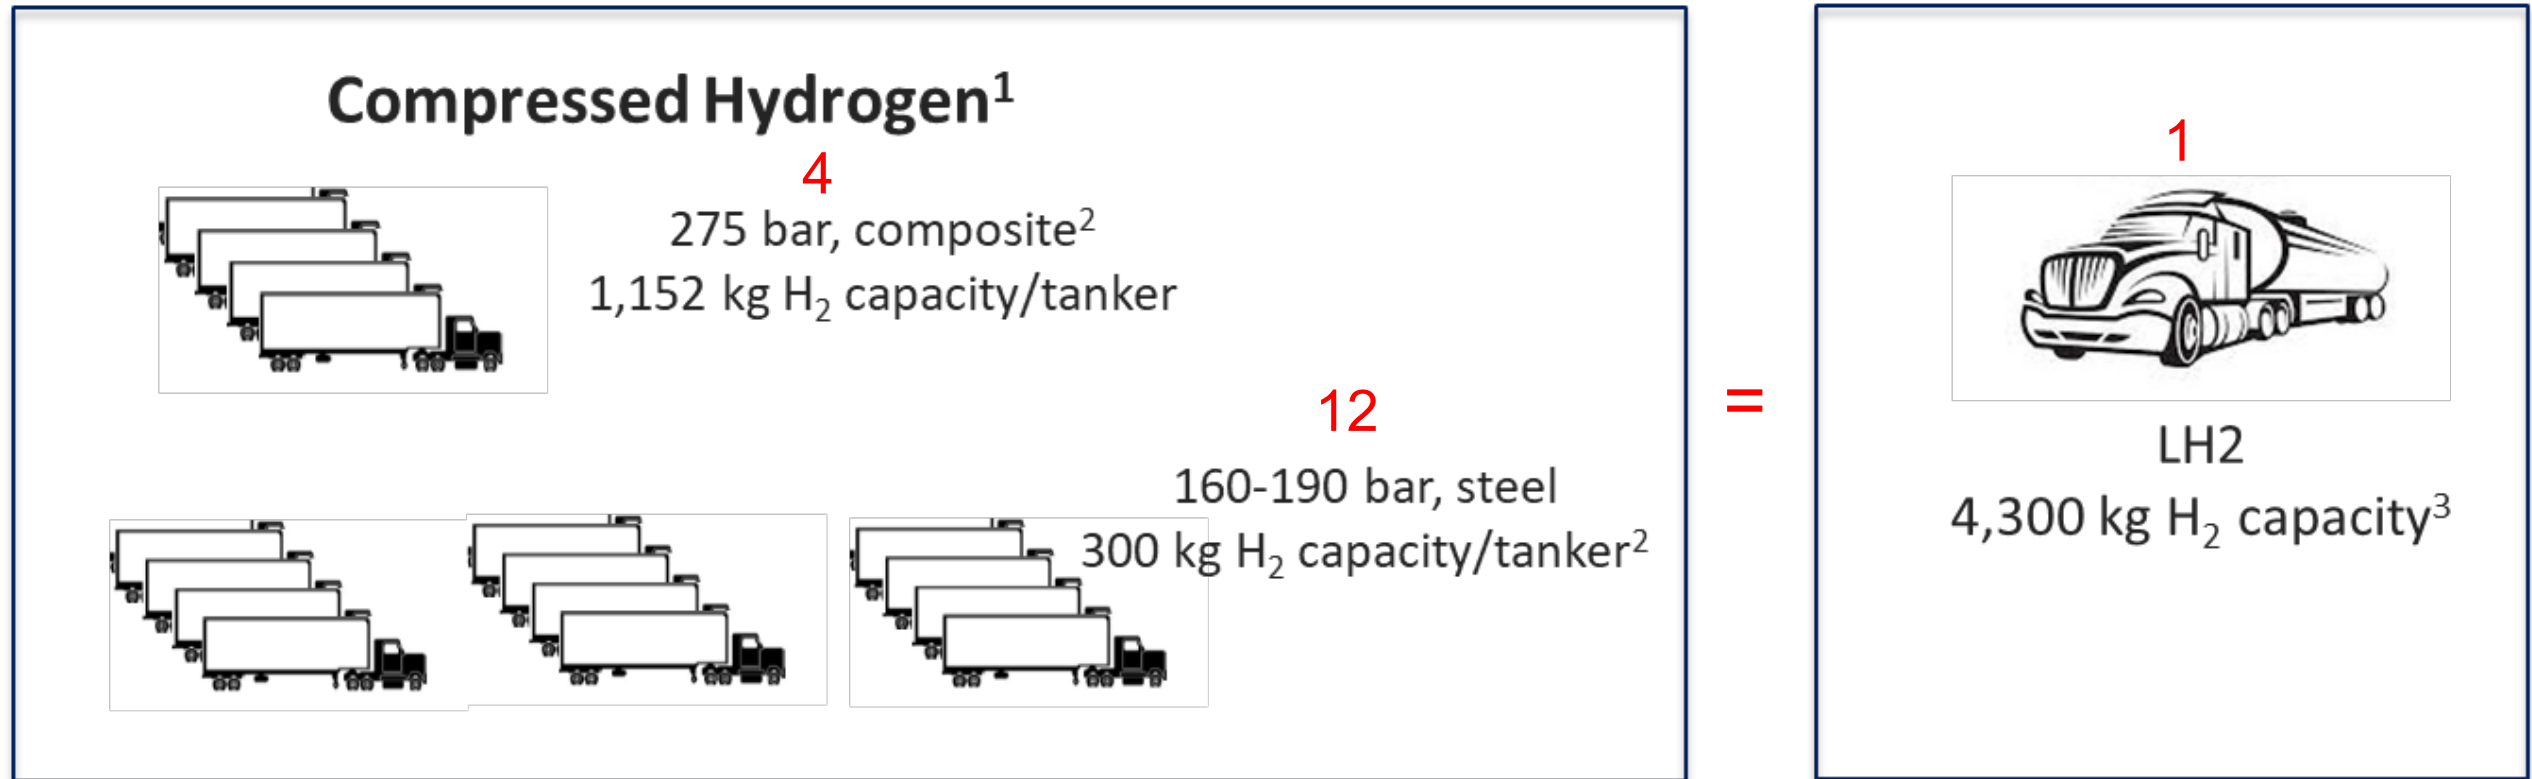 Compressed Hydrogen¹
4
275 bar, composite²
1,152 kg H₂ capacity/tanker
12
160-190 bar, steel
300 kg H₂ capacity/tanker²
=
1
LH2
4,300 kg H₂ capacity³